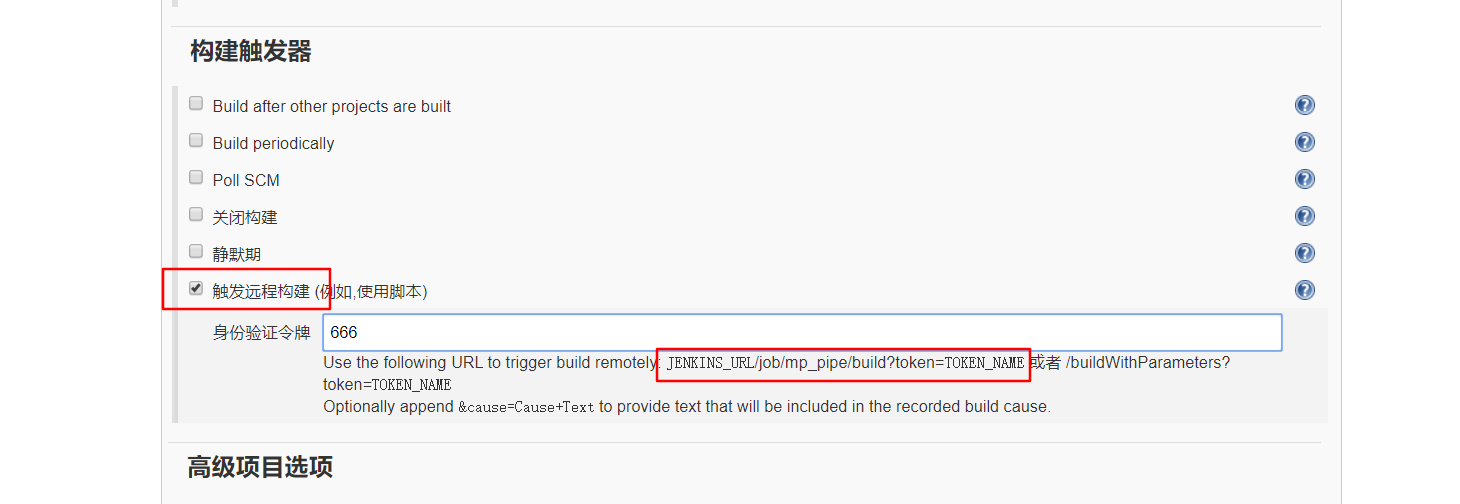 构建触发器
Build after other projects are built
Build periodically
Poll SCM
关闭构建
静默期
触发远程构建 (例如,使用脚本)
身份验证令牌 666
Use the following URL to trigger build remotely: JENKINS_URL/job/mp_pipe/build?token=TOKEN_NAME 或者 /buildWithParameters?
token=TOKEN_NAME
Optionally append &cause=Cause+Text to provide text that will be included in the recorded build cause.
高级项目选项